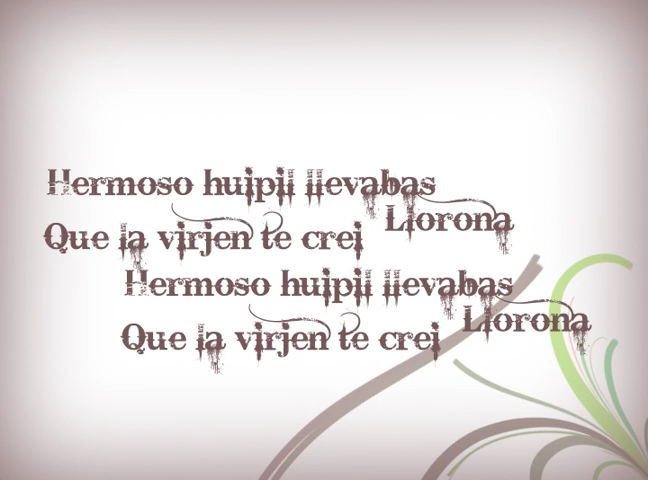 Hermoso huipil llevabas
Llorona
Que la virjen te crei
Hermoso huipil llevabas
Llorona
Que la virjen te crei